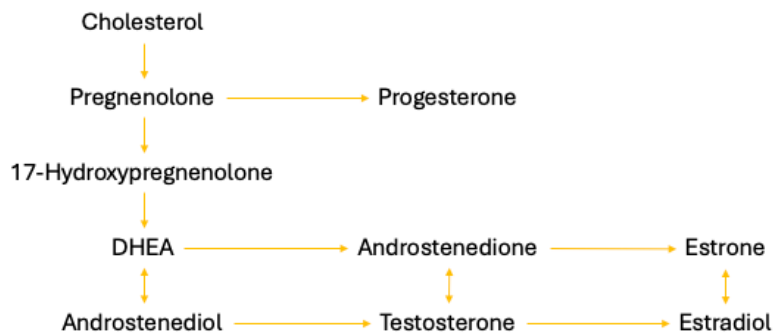 Cholesterol
Pregnenolone Progesterone
17-Hydroxypregnenolone
DHEA Androstenedione Estrone
Androstenediol Testosterone Estradiol